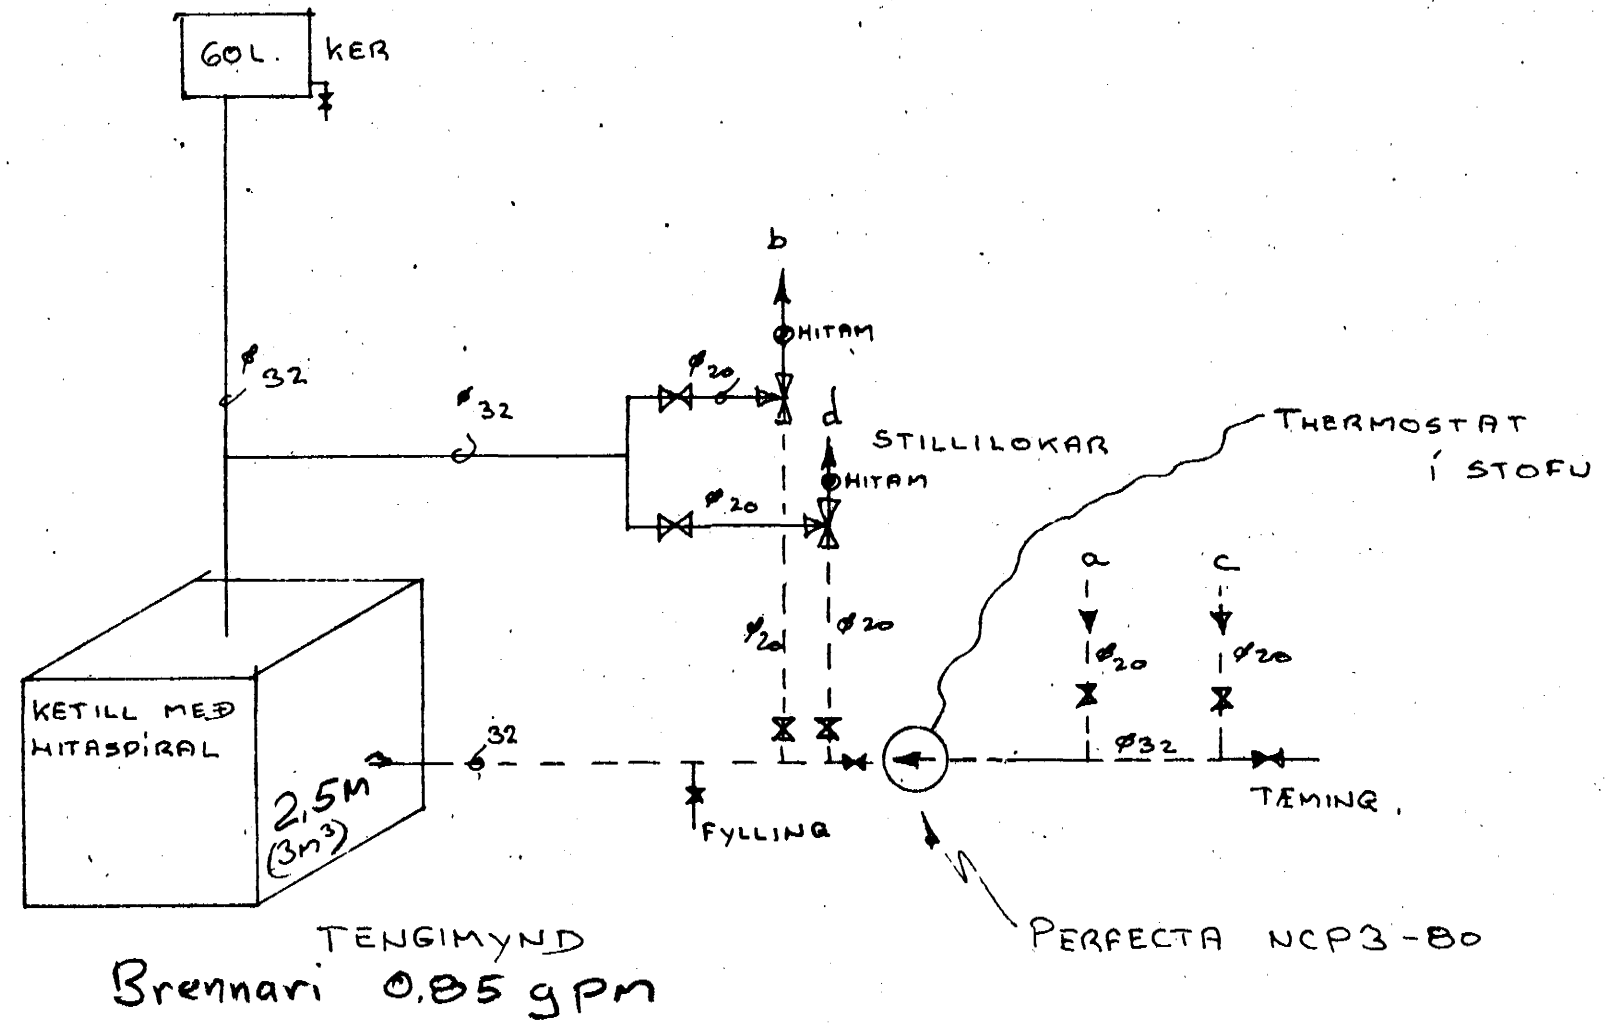 60L. KER
b
HITAM
ø20
ø32
ø32
d
STILLILOKAR
THERMOSTAT
Í STOFU
HITAM
ø20
a
c
ø20
ø20
ø20
ø20
KETILL MEÐ
HITASPÍRAL
32
ø32
2,5M
(3m³)
TÆMING.
FYLLING
TENGIMYND
PERFECTA NCP3-80
Brennari 0.85 gpm